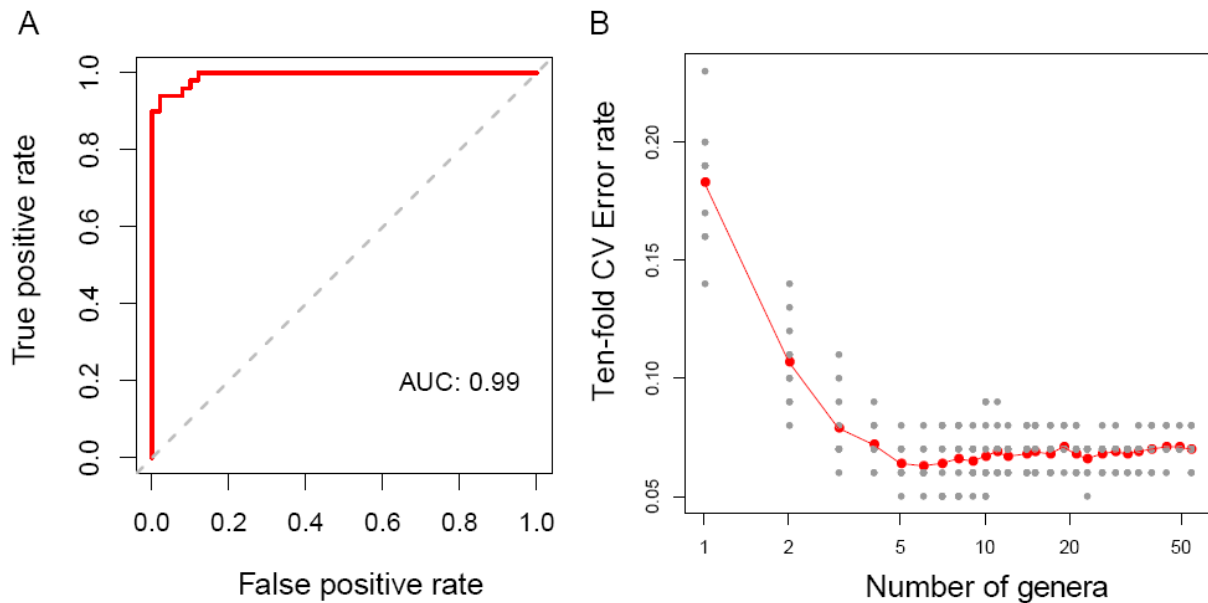 A
True positive rate
1.0
0.8
0.6
0.4
0.2
0.0
AUC: 0.99
0.0 0.2 0.4 0.6 0.8 1.0
False positive rate
B
Ten-fold CV Error rate
0.20
0.15
0.10
0.05
1 2 5 10 20 50
Number of genera